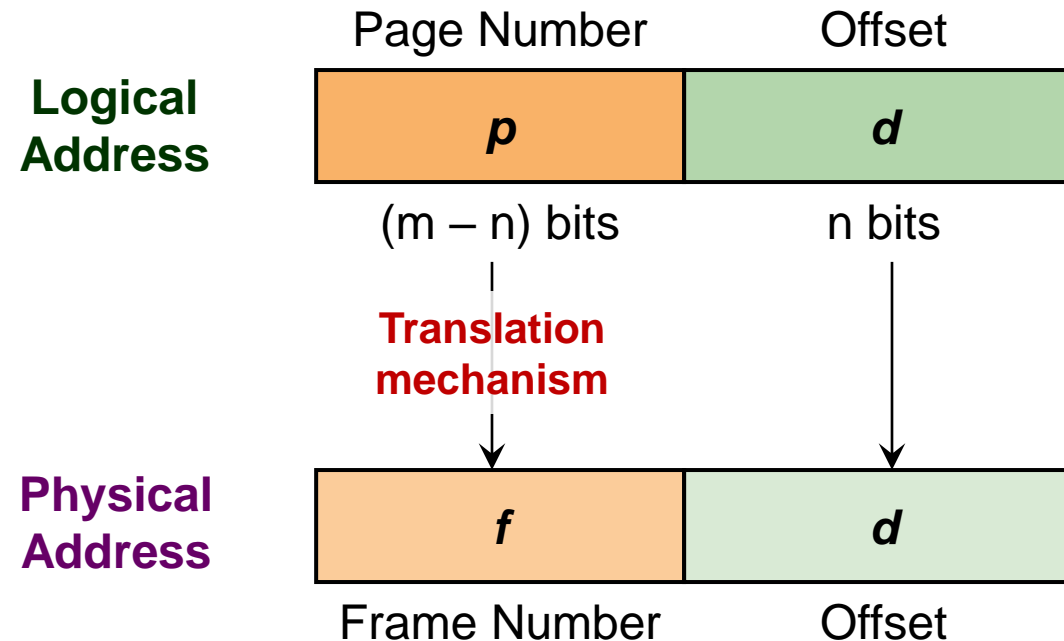 Page Number
Offset
Logical
Address
p
d
(m – n) bits
n bits
Translation
mechanism
Physical
Address
f
d
Frame Number
Offset